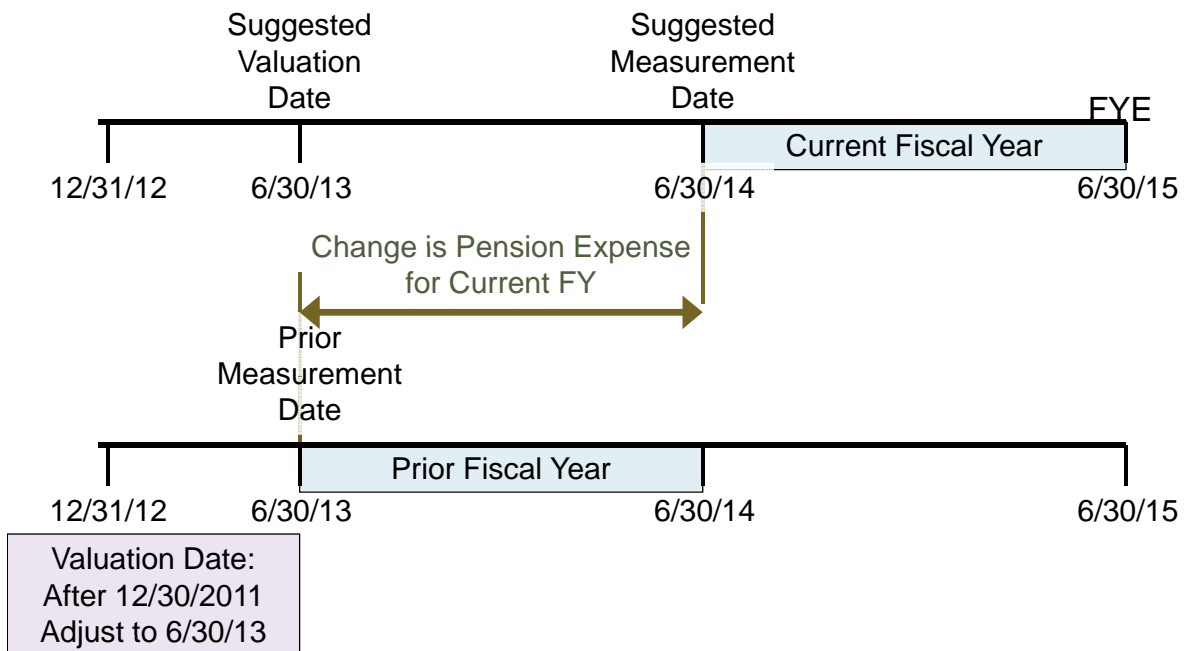 Suggested
Valuation
Date
Suggested
Measurement
Date
FYE
Current Fiscal Year
12/31/12
6/30/13
6/30/14
6/30/15
Change is Pension Expense
for Current FY
Prior
Measurement
Date
Prior Fiscal Year
12/31/12
6/30/13
6/30/14
6/30/15
Valuation Date:
After 12/30/2011
Adjust to 6/30/13